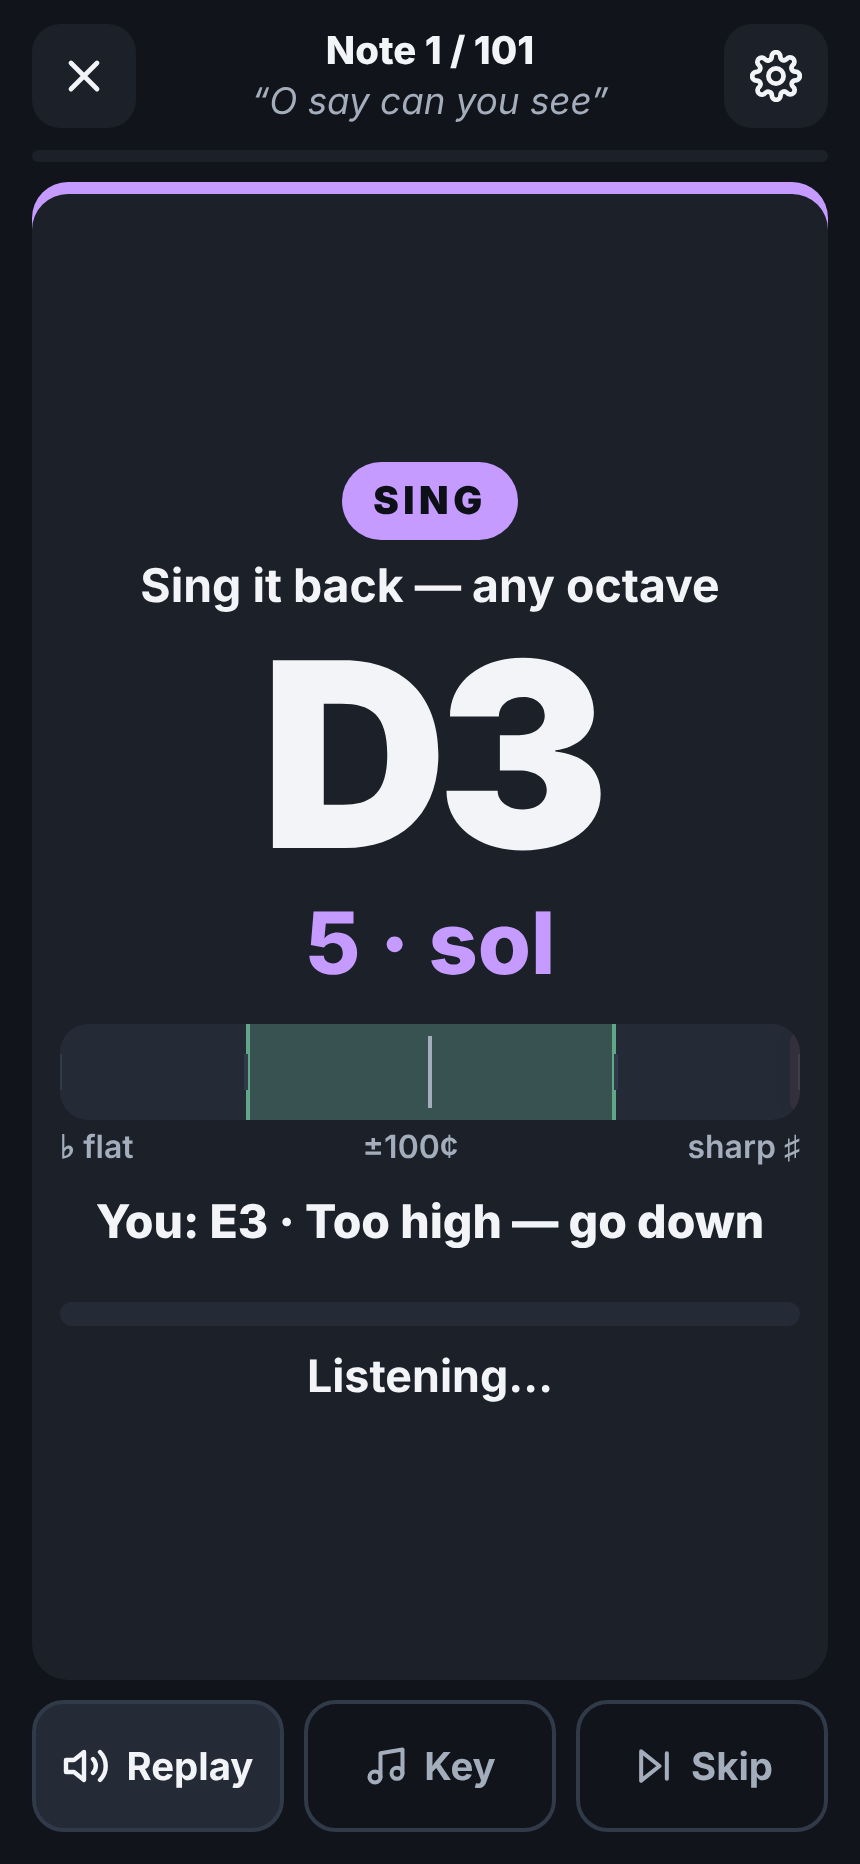 Note 1 / 101
“O say can you see”
SING
Sing it back — any octave
D3
5 · sol
♭ flat ±100¢ sharp ♯
You: E3 · Too high — go down
Listening...
Replay Key Skip